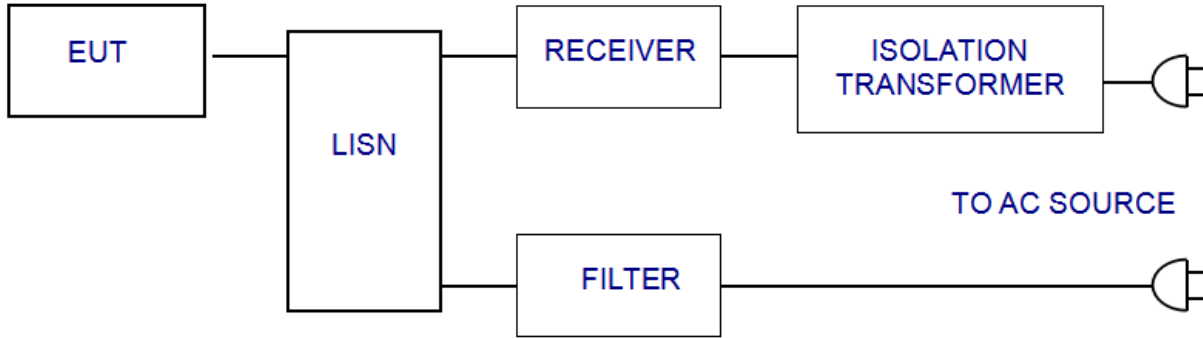 EUT
RECEIVER
ISOLATION
TRANSFORMER
LISN
TO AC SOURCE
FILTER